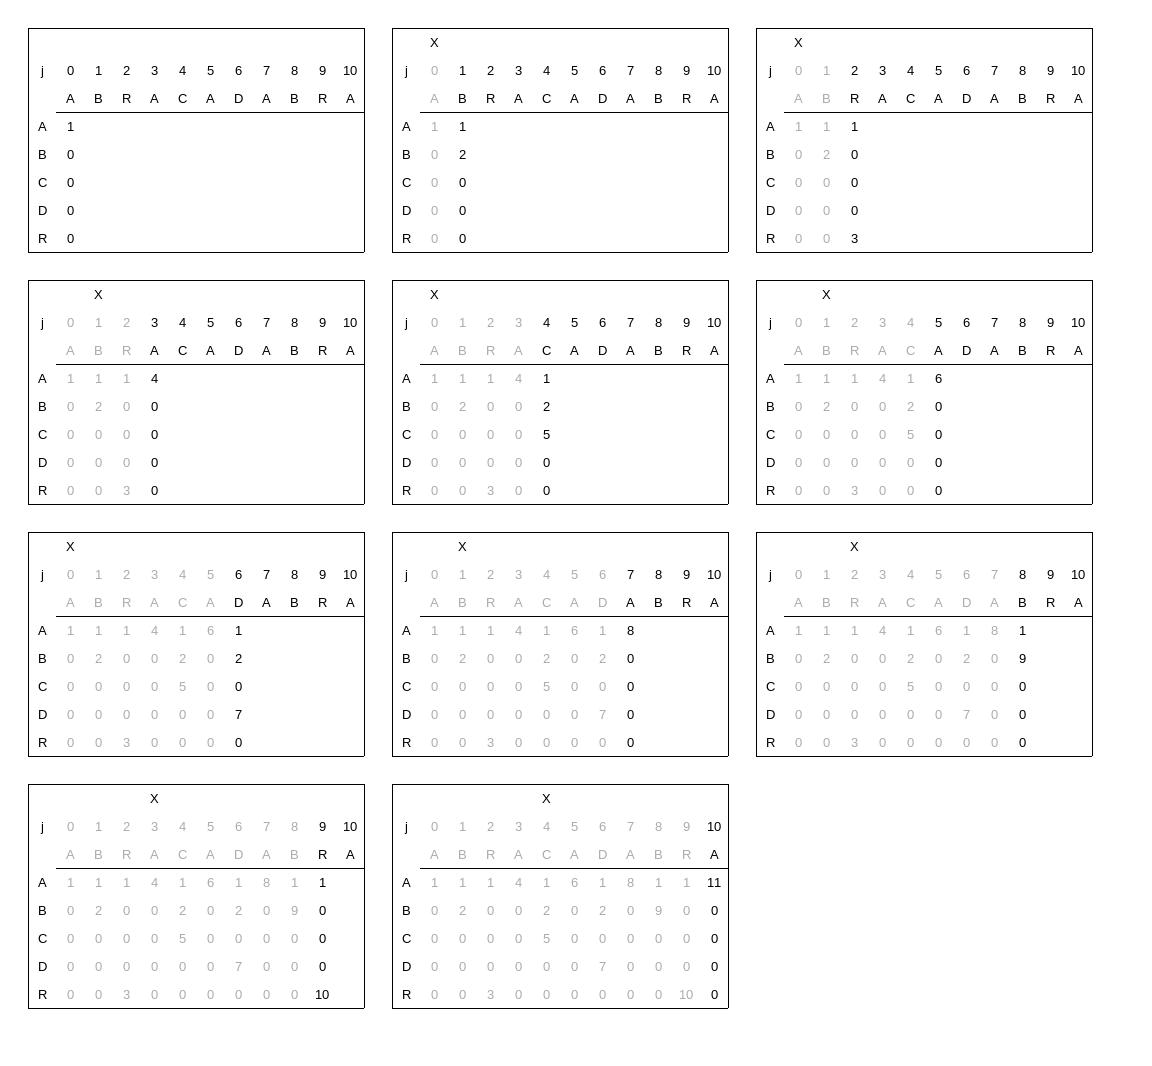 j 0 1 2 3 4 5 6 7 8 9 10
A B R A C A D A B R A
A 1
B 0
C 0
D 0
R 0
X
j 0 1 2 3 4 5 6 7 8 9 10
A B R A C A D A B R A
A 1 1
B 0 2
C 0 0
D 0 0
R 0 0
X
j 0 1 2 3 4 5 6 7 8 9 10
A B R A C A D A B R A
A 1 1 1
B 0 2 0
C 0 0 0
D 0 0 0
R 0 0 3
X
j 0 1 2 3 4 5 6 7 8 9 10
A B R A C A D A B R A
A 1 1 1 4
B 0 2 0 0
C 0 0 0 0
D 0 0 0 0
R 0 0 3 0
X
j 0 1 2 3 4 5 6 7 8 9 10
A B R A C A D A B R A
A 1 1 1 4 1
B 0 2 0 0 2
C 0 0 0 0 5
D 0 0 0 0 0
R 0 0 3 0 0
X
j 0 1 2 3 4 5 6 7 8 9 10
A B R A C A D A B R A
A 1 1 1 4 1 6
B 0 2 0 0 2 0
C 0 0 0 0 5 0
D 0 0 0 0 0 0
R 0 0 3 0 0 0
X
j 0 1 2 3 4 5 6 7 8 9 10
A B R A C A D A B R A
A 1 1 1 4 1 6 1
B 0 2 0 0 2 0 2
C 0 0 0 0 5 0 0
D 0 0 0 0 0 0 7
R 0 0 3 0 0 0 0
X
j 0 1 2 3 4 5 6 7 8 9 10
A B R A C A D A B R A
A 1 1 1 4 1 6 1 8
B 0 2 0 0 2 0 2 0
C 0 0 0 0 5 0 0 0
D 0 0 0 0 0 0 7 0
R 0 0 3 0 0 0 0 0
X
j 0 1 2 3 4 5 6 7 8 9 10
A B R A C A D A B R A
A 1 1 1 4 1 6 1 8 1
B 0 2 0 0 2 0 2 0 9
C 0 0 0 0 5 0 0 0 0
D 0 0 0 0 0 0 7 0 0
R 0 0 3 0 0 0 0 0 0
X
j 0 1 2 3 4 5 6 7 8 9 10
A B R A C A D A B R A
A 1 1 1 4 1 6 1 8 1 1
B 0 2 0 0 2 0 2 0 9 0
C 0 0 0 0 5 0 0 0 0 0
D 0 0 0 0 0 0 7 0 0 0
R 0 0 3 0 0 0 0 0 0 10
X
j 0 1 2 3 4 5 6 7 8 9 10
A B R A C A D A B R A
A 1 1 1 4 1 6 1 8 1 1 11
B 0 2 0 0 2 0 2 0 9 0 0
C 0 0 0 0 5 0 0 0 0 0 0
D 0 0 0 0 0 0 7 0 0 0 0
R 0 0 3 0 0 0 0 0 0 10 0